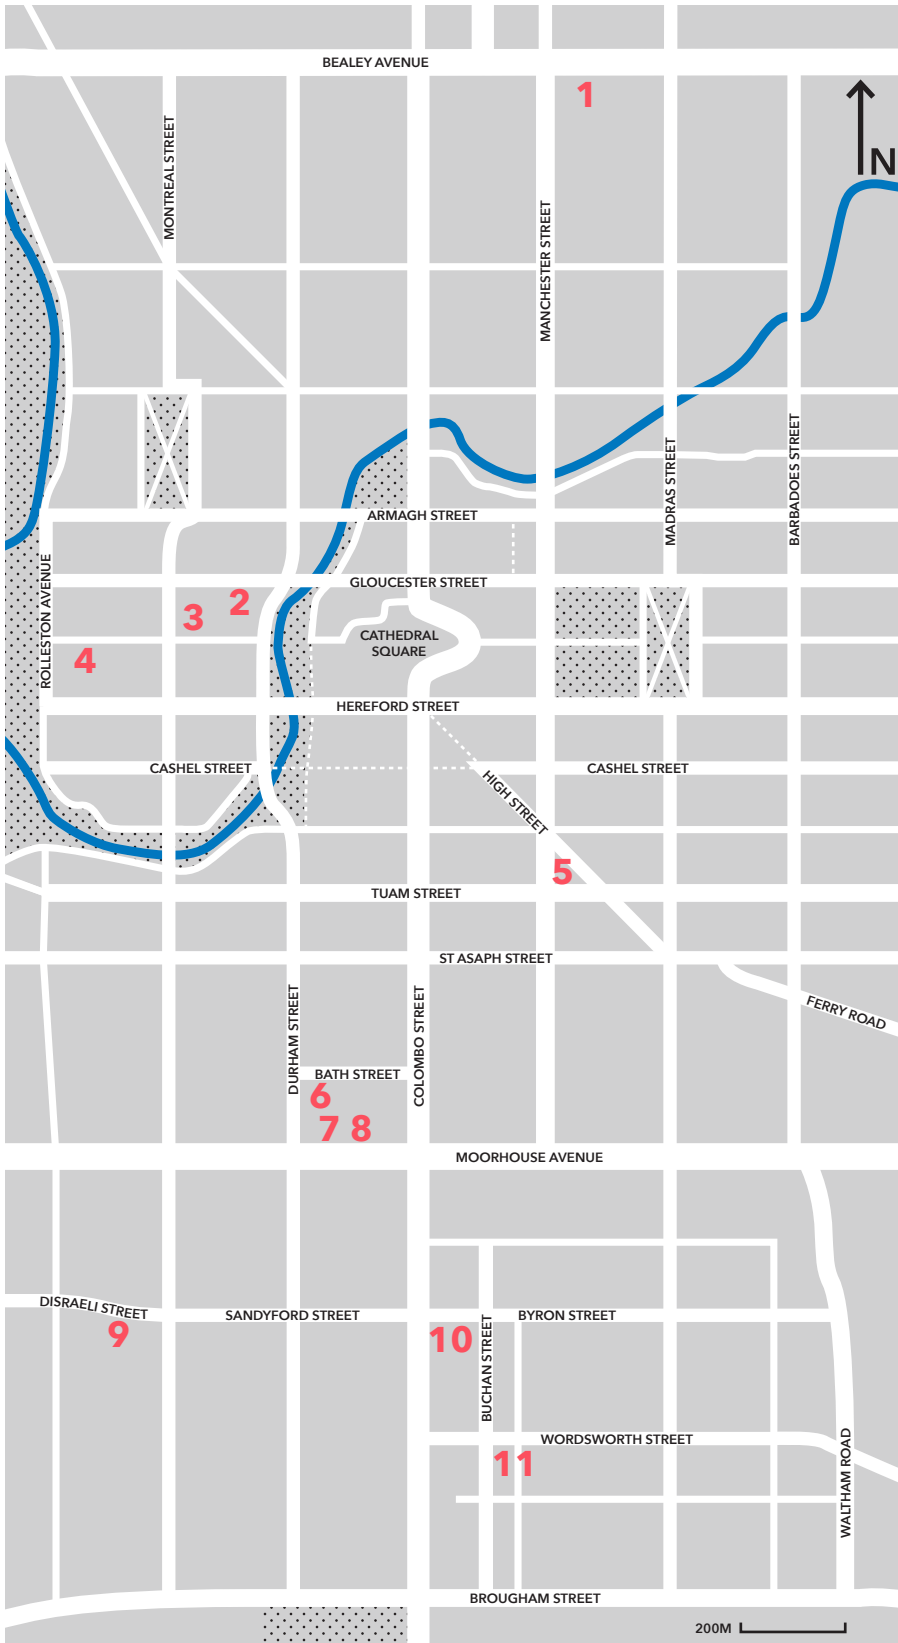 BEALEY AVENUE
1
MONTREAL STREET
N
MANCHESTER STREET
MADRAS STREET
BARBADOES STREET
ARMAGH STREET
ROLLESTON AVENUE
GLOUCESTER STREET
2
3
CATHEDRAL
SQUARE
4
HEREFORD STREET
CASHEL STREET
CASHEL STREET
HIGH STREET
5
TUAM STREET
ST ASAPH STREET
DURHAM STREET
COLOMBO STREET
FERRY ROAD
BATH STREET
6
7 8
MOORHOUSE AVENUE
DISRAELI STREET
SANDYFORD STREET
BYRON STREET
9
10
BUCHAN STREET
WORDSWORTH STREET
11
WALTHAM ROAD
BROUGHAM STREET
200M